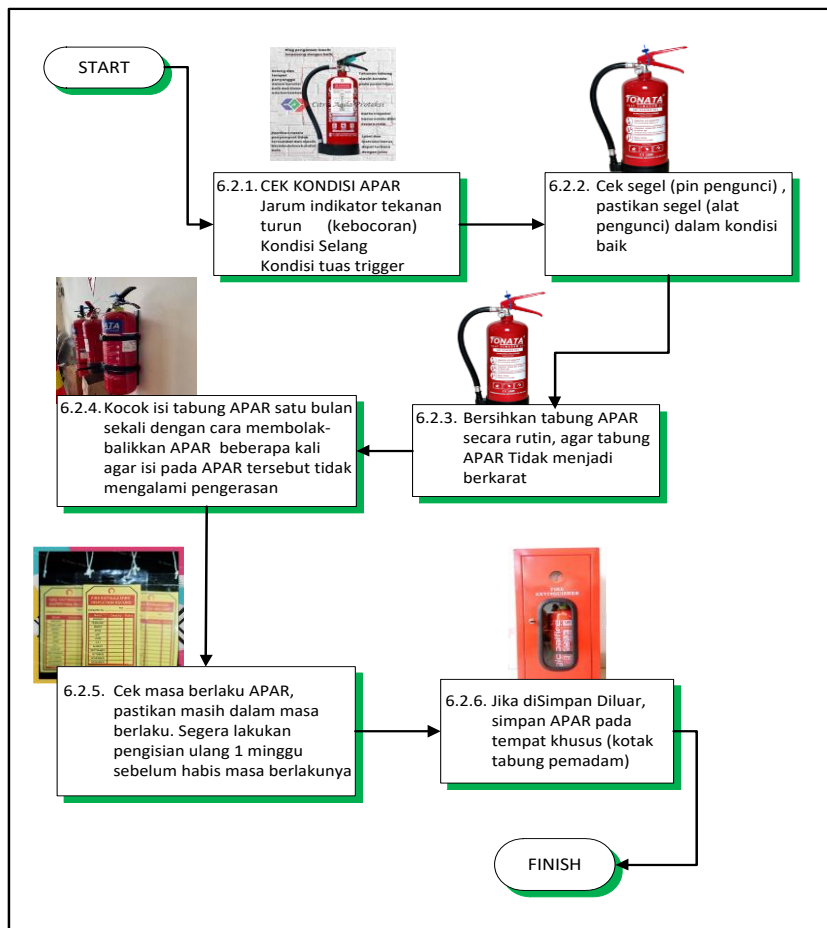 START
Citra Agda Proteksi
TONATA
6.2.1. CEK KONDISI APAR
Jarum indikator tekanan
turun (kebocoran)
Kondisi Selang
Kondisi tuas trigger
6.2.2. Cek segel (pin pengunci) ,
pastikan segel (alat
pengunci) dalam kondisi
baik
TONATA
6.2.3. Bersihkan tabung APAR
secara rutin, agar tabung
APAR Tidak menjadi
berkarat
6.2.4. Kocok isi tabung APAR satu bulan
sekali dengan cara membolak-
balikkan APAR beberapa kali
agar isi pada APAR tersebut tidak
mengalami pengerasan
6.2.5. Cek masa berlaku APAR,
pastikan masih dalam masa
berlaku. Segera lakukan
pengisian ulang 1 minggu
sebelum habis masa berlakunya
FIRE
EXTINGUISHER
6.2.6. Jika diSimpan Diluar,
simpan APAR pada
tempat khusus (kotak
tabung pemadam)
FINISH